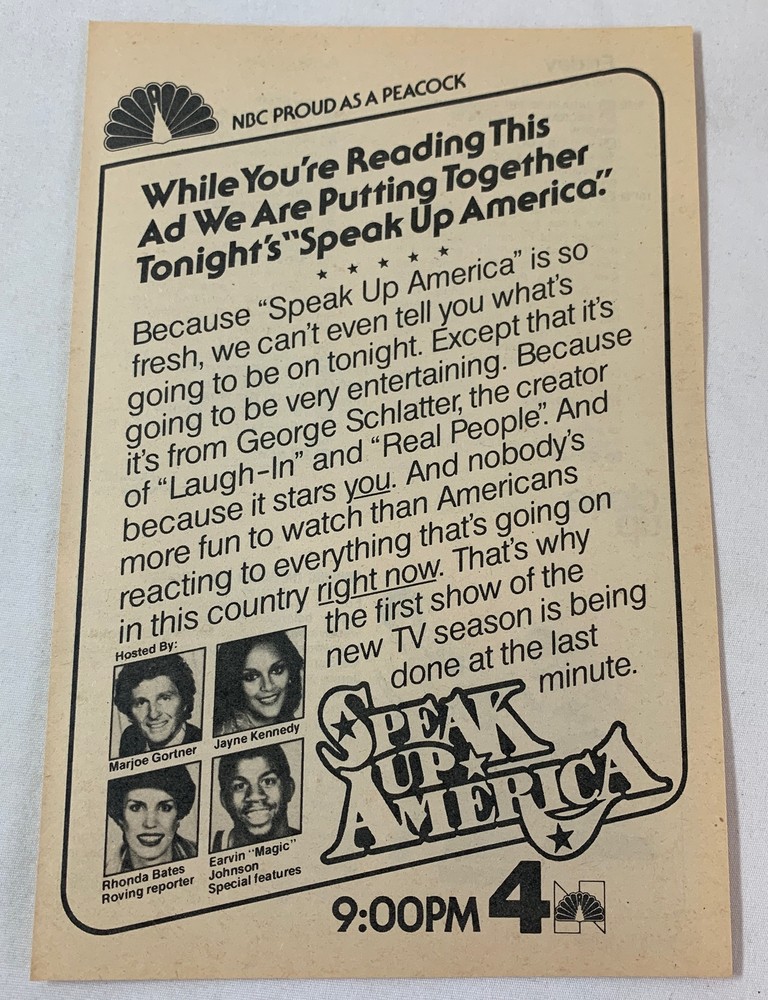 NBC PROUD AS A PEACOCK
While You're Reading This
Ad We Are Putting Together
Tonight's "Speak Up America."
Because "Speak Up America" is so
fresh, we can't even tell you what's
going to be on tonight. Except that it's
going to be very entertaining. Because
it's from George Schlatter, the creator
of "Laugh-In" and "Real People". And
because it stars you. And nobody's
more fun to watch than Americans
reacting to everything that's going on
in this country right now. That's why
the first show of the
new TV season is being
done at the last
minute.
Hosted By:
Marjoe Gortner
Jayne Kennedy
Rhonda Bates
Roving reporter
Earvin "Magic"
Johnson
Special features
SPEAK
UP
AMERICA
9:00PM 4